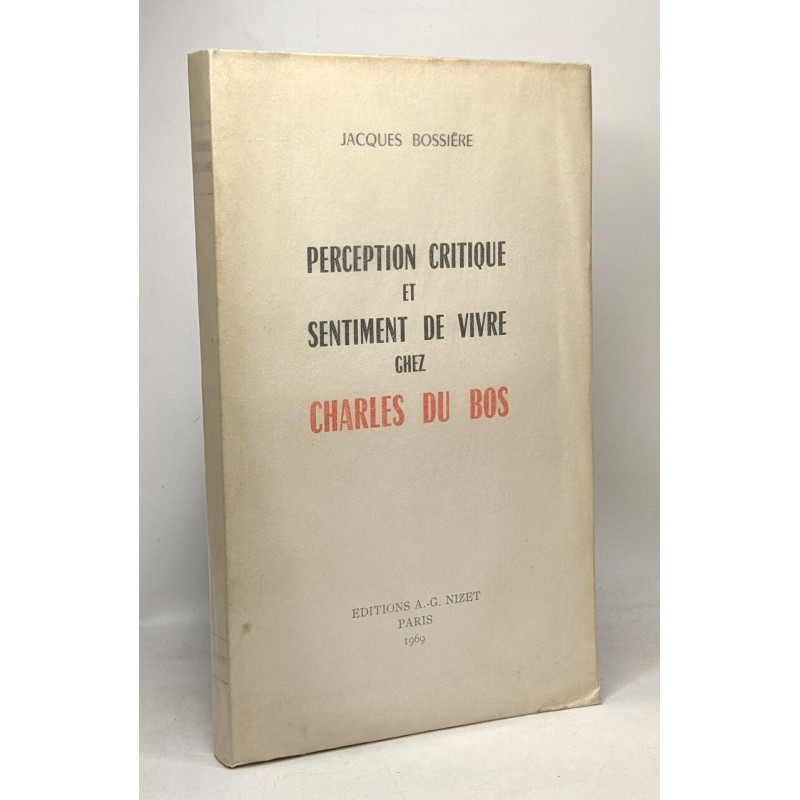 JACQUES BOSSIÈRE
PERCEPTION CRITIQUE
ET
SENTIMENT DE VIVRE
CHEZ
CHARLES DU BOS
EDITIONS A.-G. NIZET
PARIS
1969